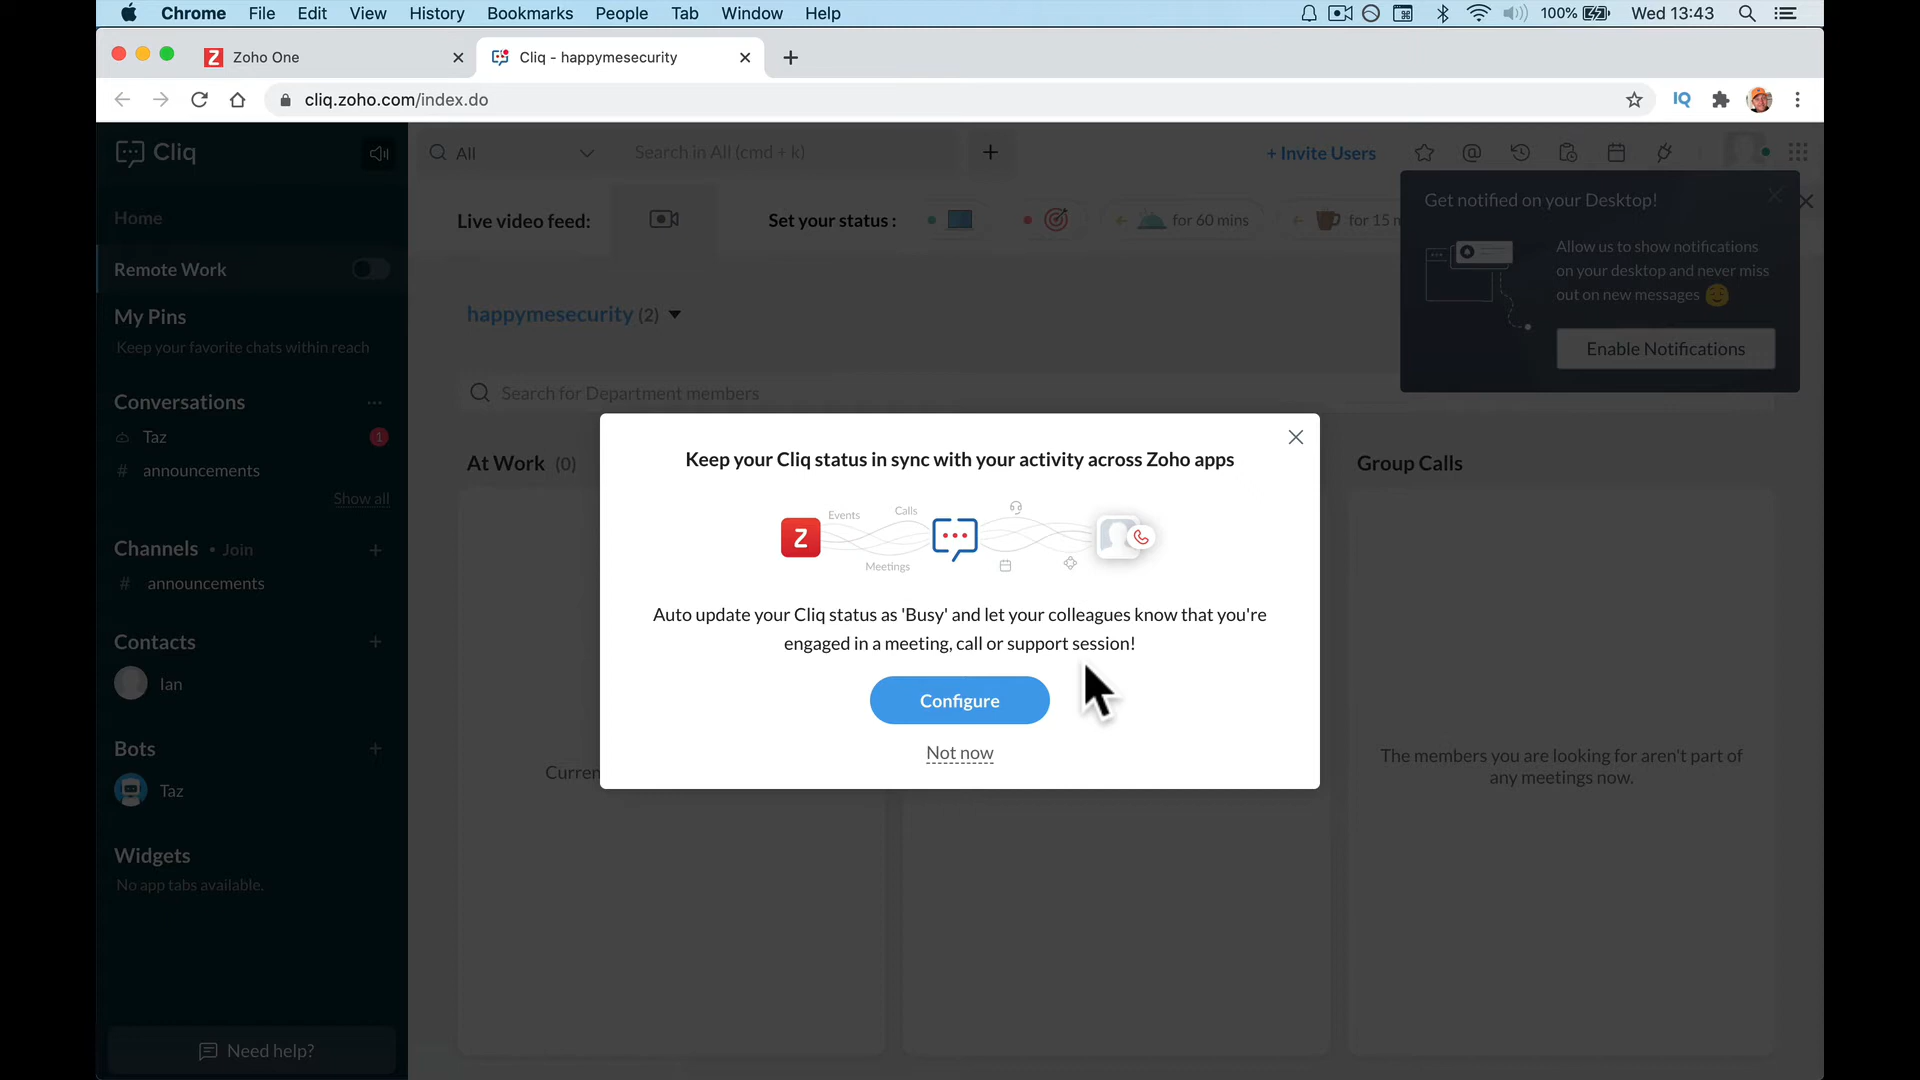 Chrome File Edit View History Bookmarks People Tab Window Help 100% Wed 13:43
Zoho One
Cliq - happymesecurity
cliq.zoho.com/index.do
IQ
Cliq
All
Search in All (cmd + k)
+ Invite Users
Home
Remote Work
My Pins
Keep your favorite chats within reach
Conversations
Taz 1
# announcements
Show all
Channels • Join
# announcements
Contacts
Ian
Bots
Taz
Widgets
No app tabs available.
Need help?
Live video feed:
Set your status :
for 60 mins
for 15 m
Get notified on your Desktop!
Allow us to show notifications
on your desktop and never miss
out on new messages
Enable Notifications
happymesecurity (2)
Search for Department members
At Work (0)
Group Calls
Curren
The members you are looking for aren't part of
any meetings now.
Keep your Cliq status in sync with your activity across Zoho apps
Z
Events
Calls
Meetings
Auto update your Cliq status as 'Busy' and let your colleagues know that you're
engaged in a meeting, call or support session!
Configure
Not now